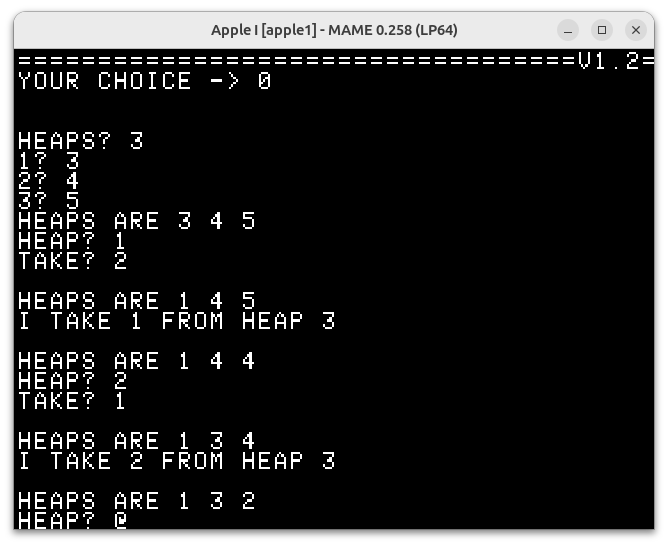 Apple I [apple1] - MAME 0.258 (LP64)
===================================V1.2=
YOUR CHOICE -> 0
HEAPS? 3
1? 3
2? 4
3? 5
HEAPS ARE 3 4 5
HEAP? 1
TAKE? 2
HEAPS ARE 1 4 5
I TAKE 1 FROM HEAP 3
HEAPS ARE 1 4 4
HEAP? 2
TAKE? 1
HEAPS ARE 1 3 4
I TAKE 2 FROM HEAP 3
HEAPS ARE 1 3 2
HEAP? @